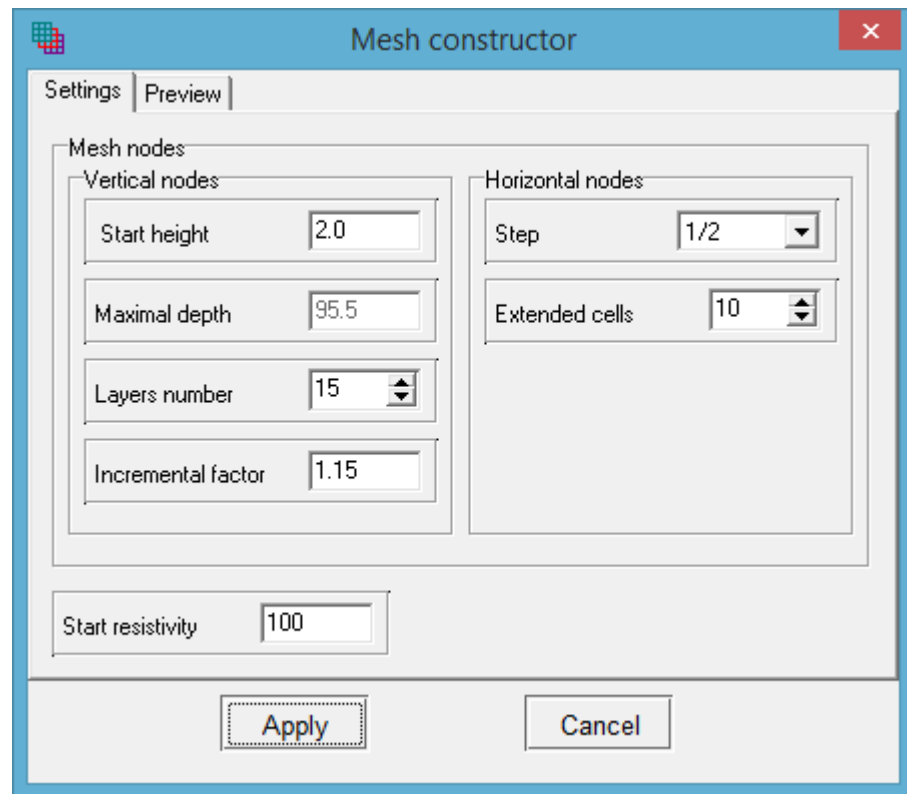 Mesh constructor
Settings
Preview
Mesh nodes
Vertical nodes
Start height 2.0
Maximal depth 95.5
Layers number 15
Incremental factor 1.15
Horizontal nodes
Step 1/2
Extended cells 10
Start resistivity 100
Apply
Cancel